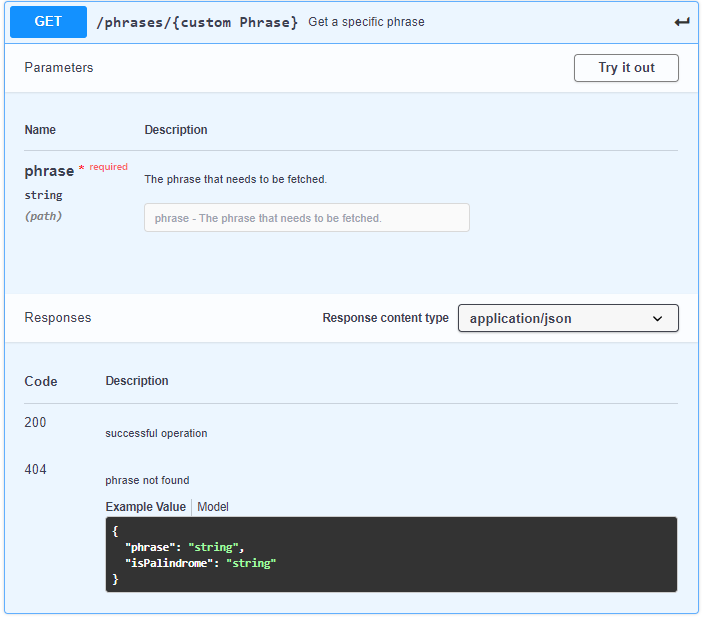 GET /phrases/{custom Phrase} Get a specific phrase
Parameters Try it out
Name Description
phrase * required
The phrase that needs to be fetched.
string
(path)
phrase - The phrase that needs to be fetched.
Responses Response content type application/json
Code Description
200
successful operation
404
phrase not found
Example Value Model
{
  "phrase": "string",
  "isPalindrome": "string"
}